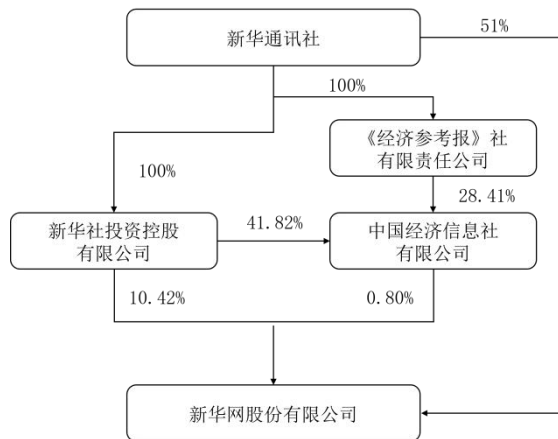 新华通讯社
51%
100%
《经济参考报》社
有限责任公司
100%
28.41%
新华社投资控股
有限公司
41.82%
中国经济信息社
有限公司
10.42%
0.80%
新华网股份有限公司